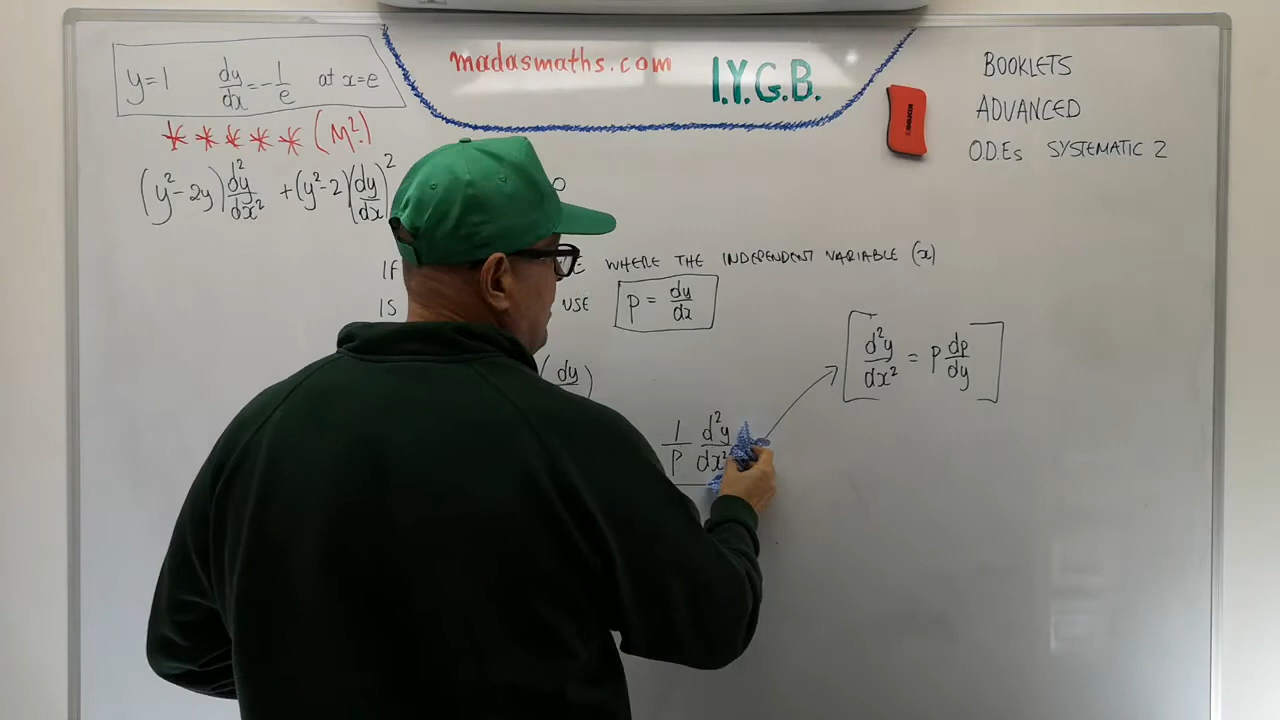 madasmaths.com
I.Y.G.B.
BOOKLETS
ADVANCED
O.D.Es SYSTEMATIC 2
y=1 dy/dx = -1/e at x=e
***** (M²)
(y²-2y) d²y/dx² + (y²-2)(dy/dx)² 0
IF WHERE THE INDEPENDENT VARIABLE (x)
IS USE p = dy/dx
d²y/dx² = p dp/dy
(dy
1/p d²y/dx²